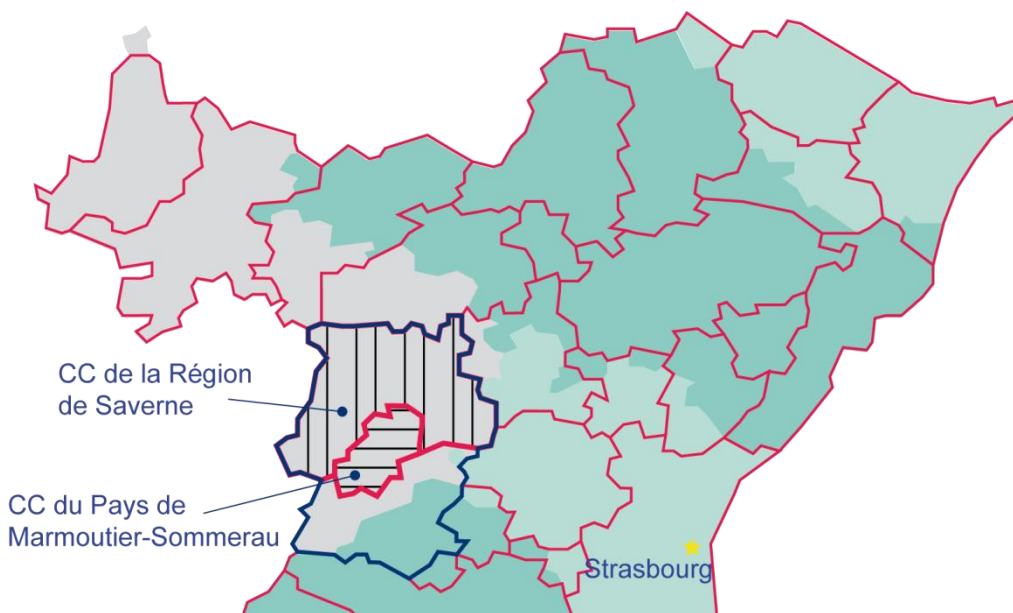 CC de la Région
de Saverne
CC du Pays de
Marmoutier-Sommerau
Strasbourg